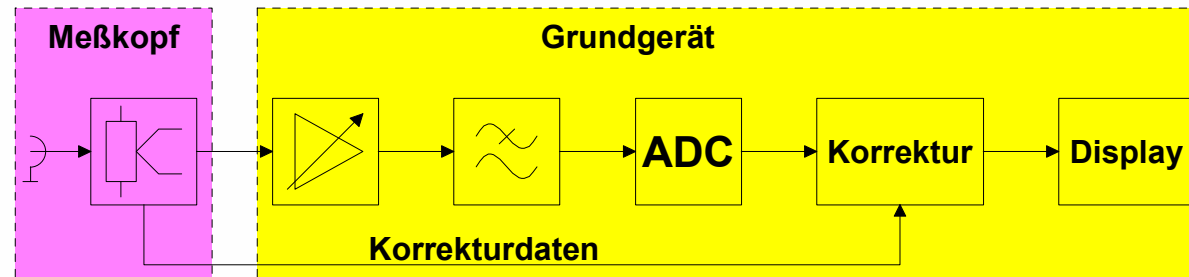 Meßkopf
Grundgerät
ADC
Korrektur
Display
Korrekturdaten